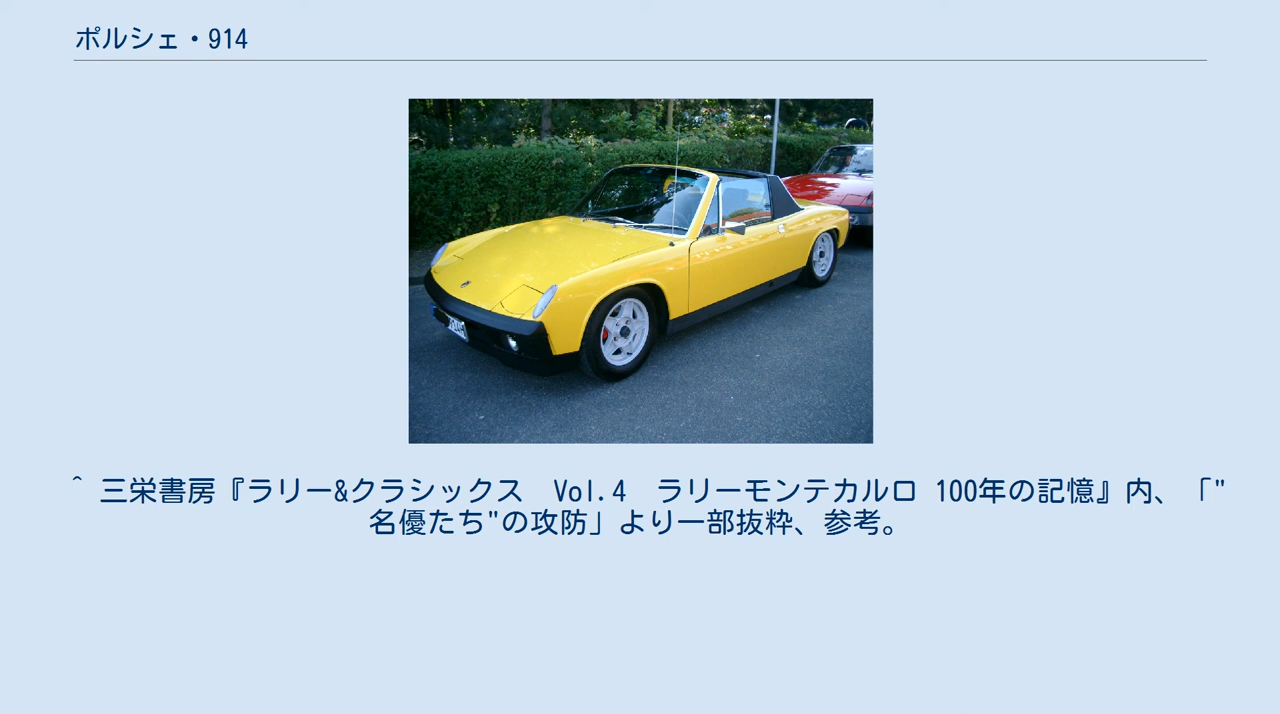 ポルシェ・914
^ 三栄書房『ラリー&クラシックス　Vol.4　ラリーモンテカルロ 100年の記憶』内、「"
名優たち"の攻防」より一部抜粋、参考。